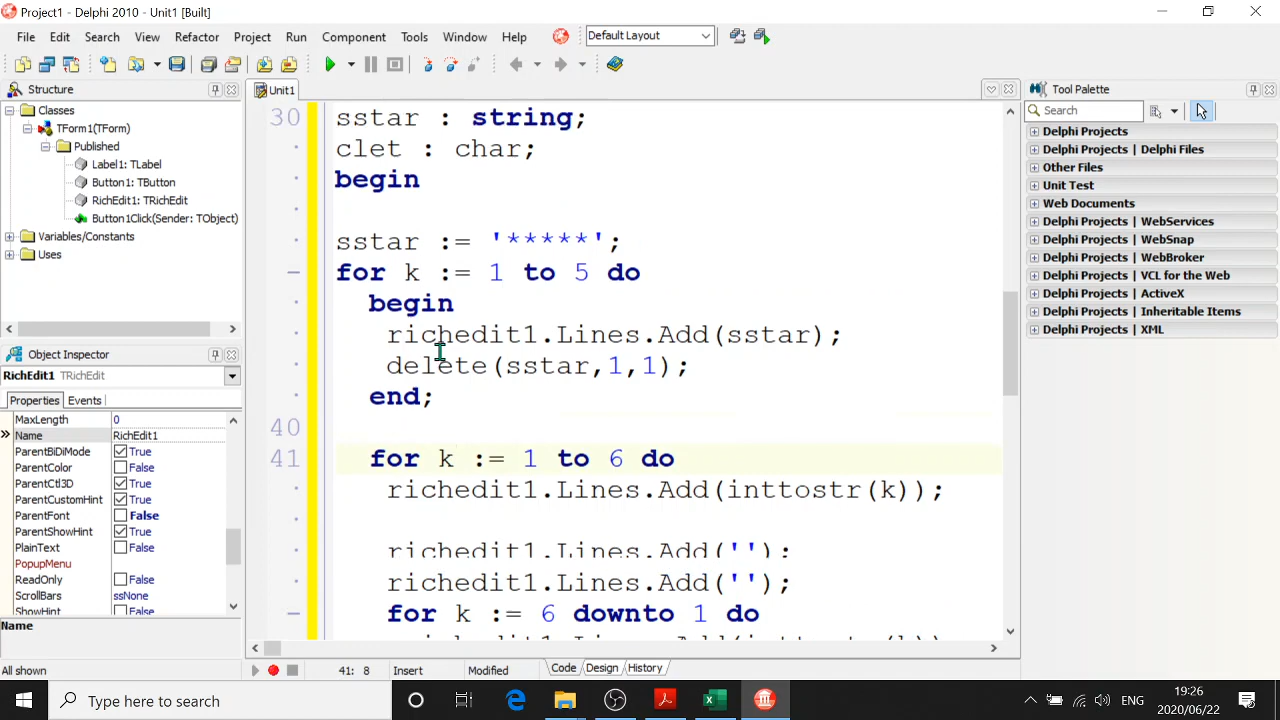 Project1 - Delphi 2010 - Unit1 [Built]
File Edit Search View Refactor Project Run Component Tools Window Help Default Layout
Structure
Classes
TForm1(TForm)
Published
Label1: TLabel
Button1: TButton
RichEdit1: TRichEdit
Button1Click(Sender: TObject)
Variables/Constants
Uses
Object Inspector
RichEdit1 TRichEdit
Properties Events
MaxLength 0
Name RichEdit1
ParentBiDiMode True
ParentColor False
ParentCtl3D True
ParentCustomHint True
ParentFont False
ParentShowHint True
PlainText False
PopupMenu
ReadOnly False
ScrollBars ssNone
ShowHint False
Name
All shown
Unit1
30 sstar : string;
clet : char;
begin
sstar := '*****';
for k := 1 to 5 do
begin
richedit1.Lines.Add(sstar);
delete(sstar,1,1);
end;
40
41 for k := 1 to 6 do
richedit1.Lines.Add(inttostr(k));
richedit1.Lines.Add('');
richedit1.Lines.Add('');
for k := 6 downto 1 do
41: 8 Insert Modified Code Design History
Tool Palette
Search
Delphi Projects
Delphi Projects | Delphi Files
Other Files
Unit Test
Web Documents
Delphi Projects | WebServices
Delphi Projects | WebSnap
Delphi Projects | WebBroker
VCL for the Web
Delphi Projects | ActiveX
Delphi Projects | Inheritable Items
Delphi Projects | XML
Type here to search
ENG
19:26
2020/06/22